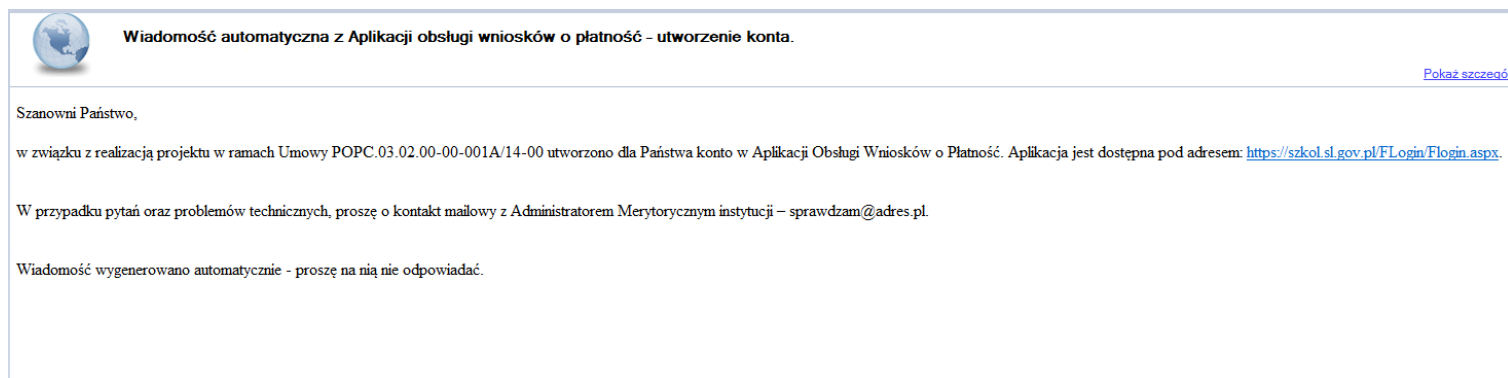 Wiadomość automatyczna z Aplikacji obsługi wniosków o płatność - utworzenie konta.
Pokaż szczegó
Szanowni Państwo,
w związku z realizacją projektu w ramach Umowy POPC.03.02.00-00-001A/14-00 utworzono dla Państwa konto w Aplikacji Obsługi Wniosków o Płatność. Aplikacja jest dostępna pod adresem: https://szkol.sl.gov.pl/FLogin/Flogin.aspx.
W przypadku pytań oraz problemów technicznych, proszę o kontakt mailowy z Administratorem Merytorycznym instytucji – sprawdzam@adres.pl.
Wiadomość wygenerowano automatycznie - proszę na nią nie odpowiadać.